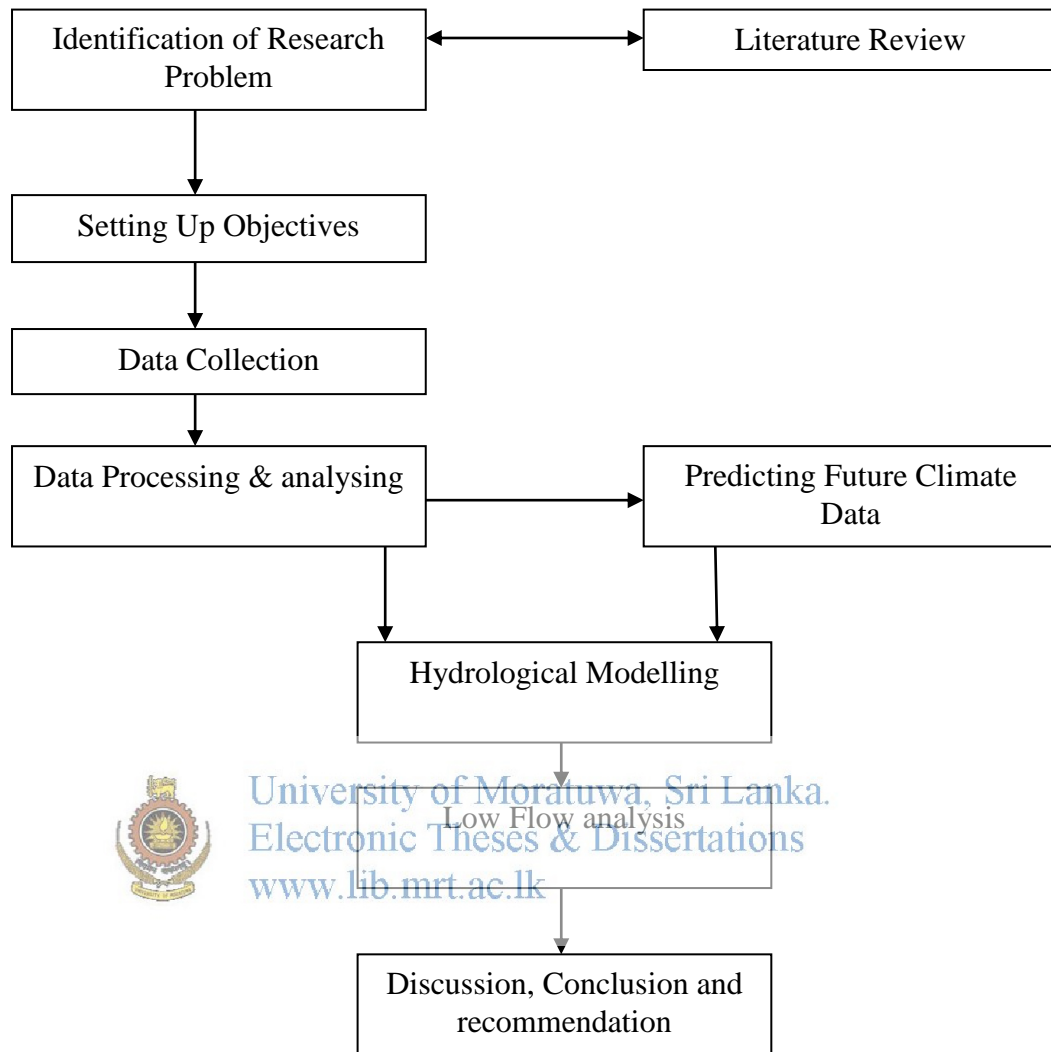 Identification of Research
Problem
Literature Review
Setting Up Objectives
Data Collection
Data Processing & analysing
Predicting Future Climate
Data
Hydrological Modelling
University of Moratuwa, Sri Lanka.
Electronic Theses & Dissertations
www.lib.mrt.ac.lk
Low Flow analysis
Discussion, Conclusion and
recommendation